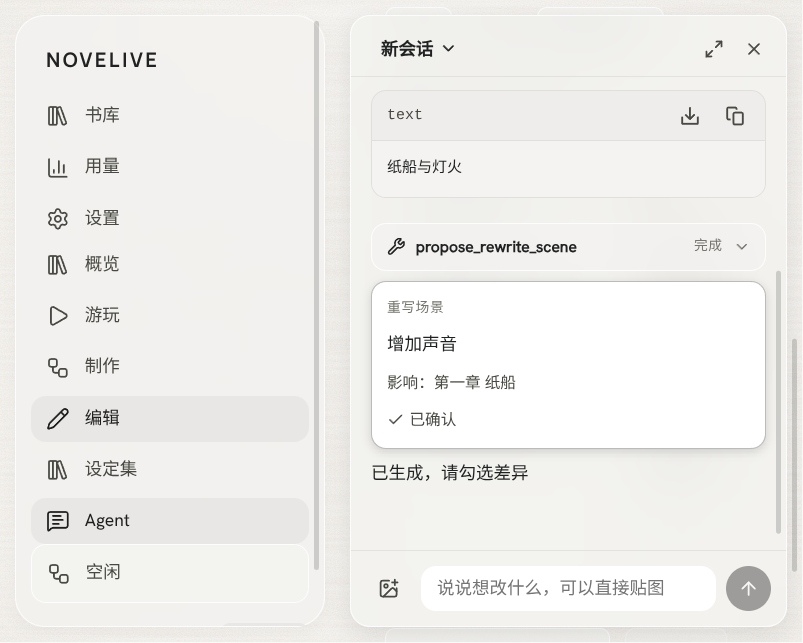 NOVELIVE
书库
用量
设置
概览
游玩
制作
编辑
设定集
Agent
空闲
新会话
text
纸船与灯火
propose_rewrite_scene 完成
重写场景
增加声音
影响：第一章 纸船
已确认
已生成，请勾选差异
说说想改什么，可以直接贴图